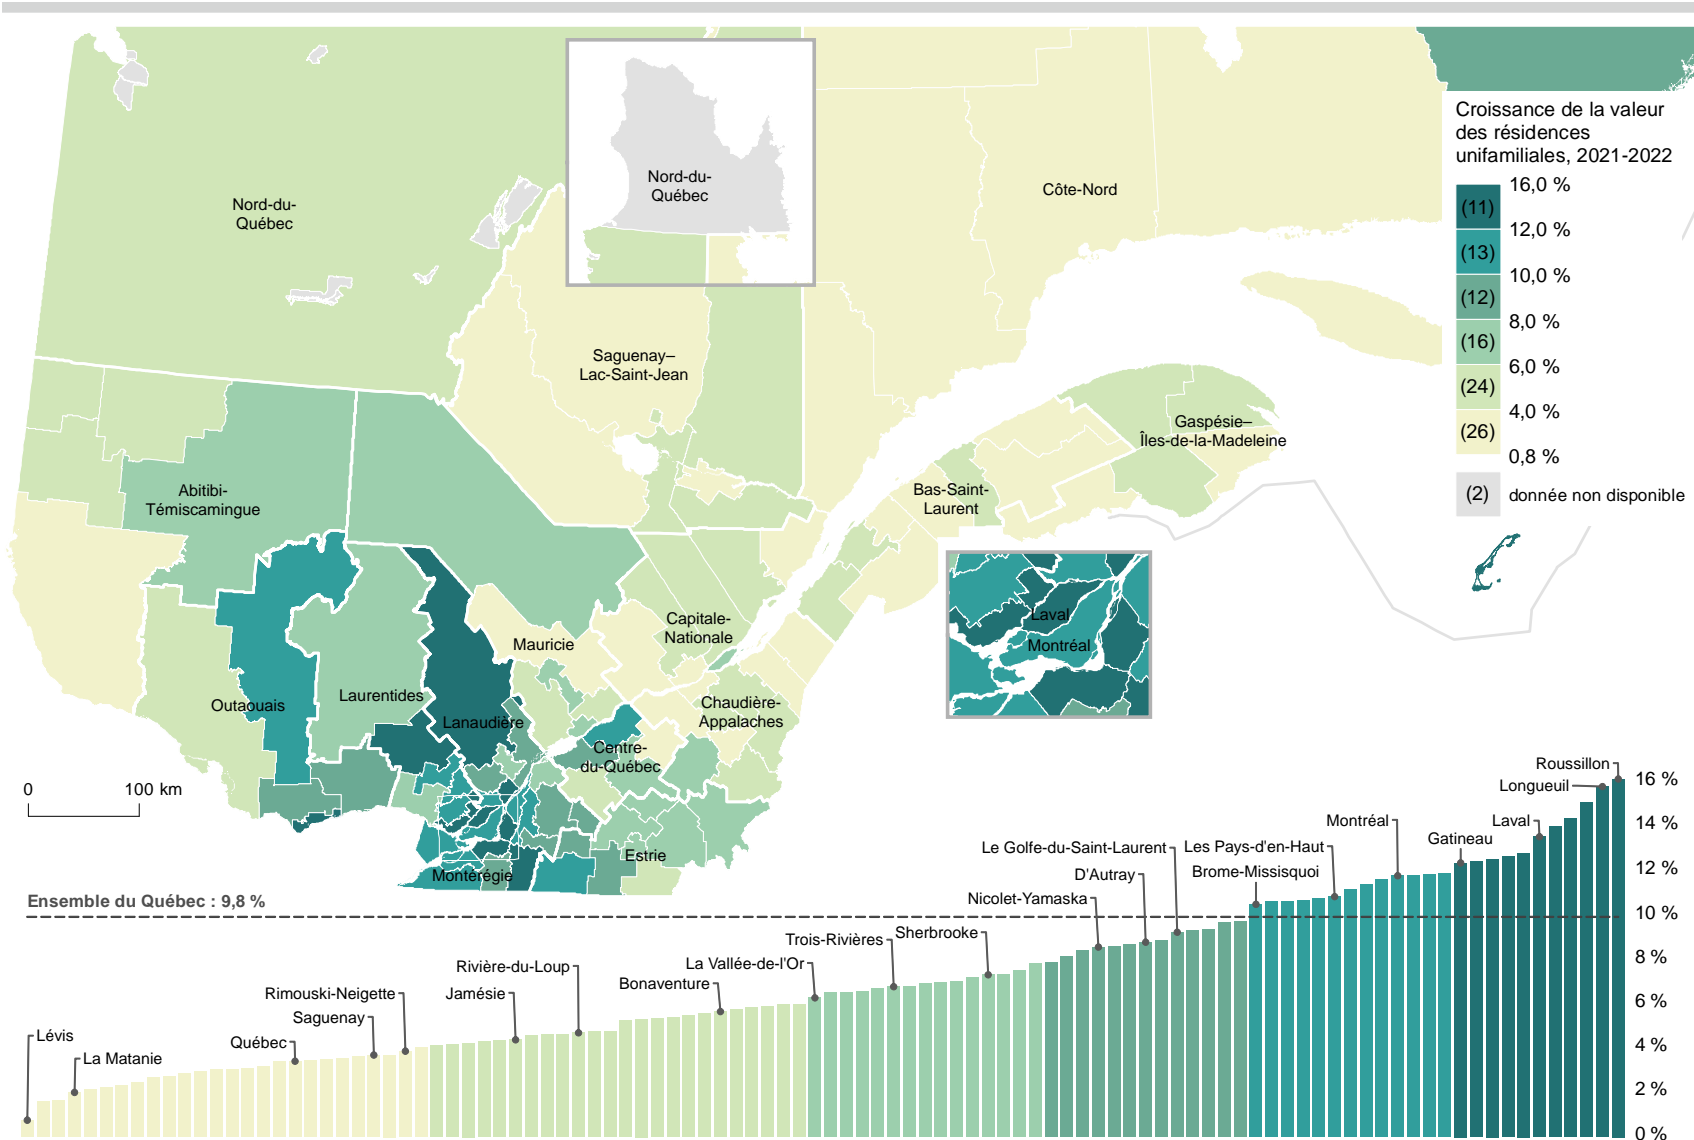 Croissance de la valeur
des résidences
unifamiliales, 2021-2022
16,0 %
(11)
12,0 %
(13)
10,0 %
(12)
8,0 %
(16)
6,0 %
(24)
4,0 %
(26)
0,8 %
(2) donnée non disponible
Nord-du-
Québec
Nord-du-
Québec
Côte-Nord
Saguenay–
Lac-Saint-Jean
Gaspésie–
Îles-de-la-Madeleine
Abitibi-
Témiscamingue
Bas-Saint-
Laurent
Capitale-
Nationale
Mauricie
Laval
Montréal
Outaouais
Laurentides
Lanaudière
Chaudière-
Appalaches
Centre-
du-Québec
Estrie
Montérégie
0 100 km
Ensemble du Québec : 9,8 %
Lévis
La Matanie
Québec
Saguenay
Rimouski-Neigette
Jamésie
Rivière-du-Loup
Bonaventure
La Vallée-de-l'Or
Trois-Rivières
Sherbrooke
Nicolet-Yamaska
D'Autray
Le Golfe-du-Saint-Laurent
Brome-Missisquoi
Les Pays-d'en-Haut
Montréal
Gatineau
Laval
Longueuil
Roussillon
16 %
14 %
12 %
10 %
8 %
6 %
4 %
2 %
0 %